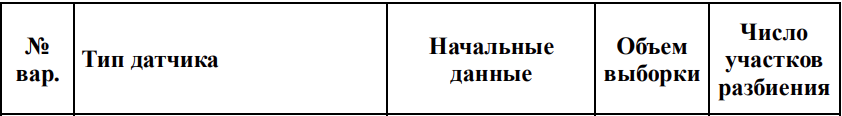 №
вар.
Тип датчика
Начальные
данные
Объем
выборки
Число
участков
разбиения